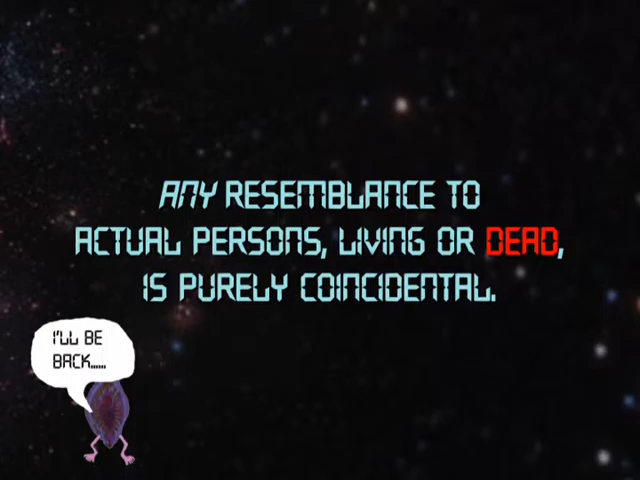 ANY RESEMBLANCE TO
ACTUAL PERSONS, LIVING OR DEAD,
IS PURELY COINCIDENTAL.
I'LL BE
BACK......